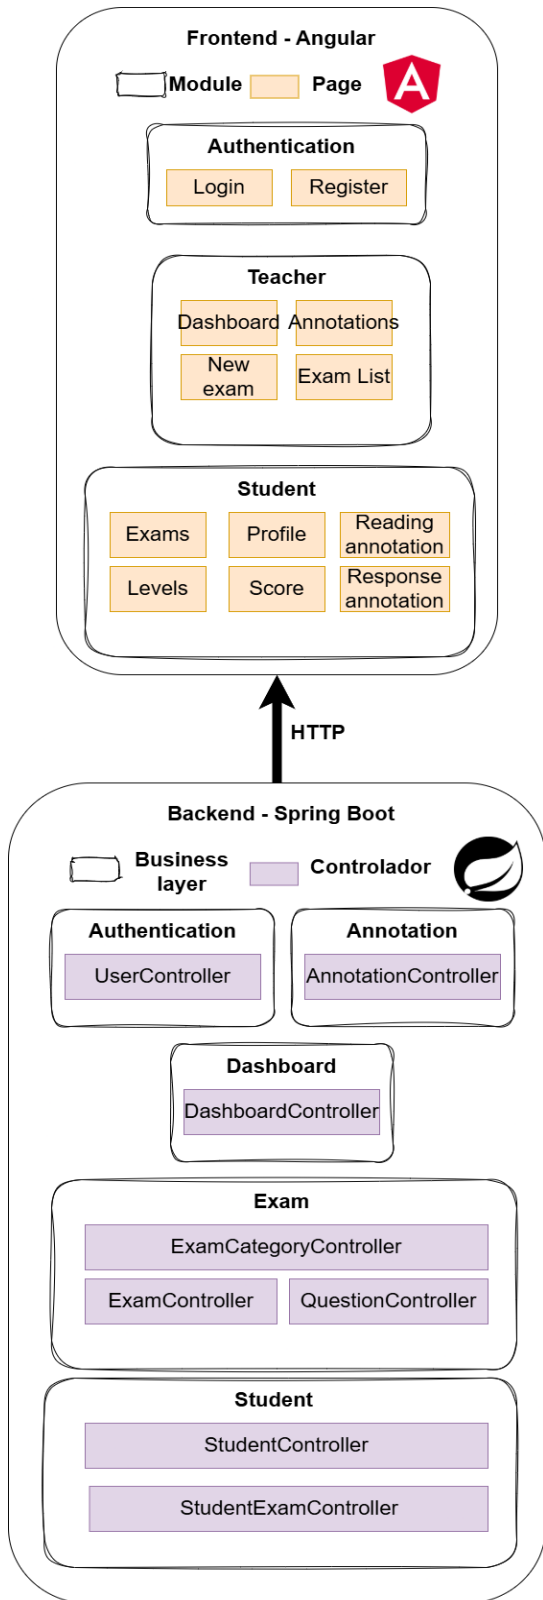 Frontend - Angular
Module
Page
A
Authentication
Login
Register
Teacher
Dashboard
Annotations
New
exam
Exam List
Student
Exams
Profile
Reading
annotation
Levels
Score
Response
annotation
HTTP
Backend - Spring Boot
Business
layer
Controlador
Authentication
UserController
Annotation
AnnotationController
Dashboard
DashboardController
Exam
ExamCategoryController
ExamController
QuestionController
Student
StudentController
StudentExamController